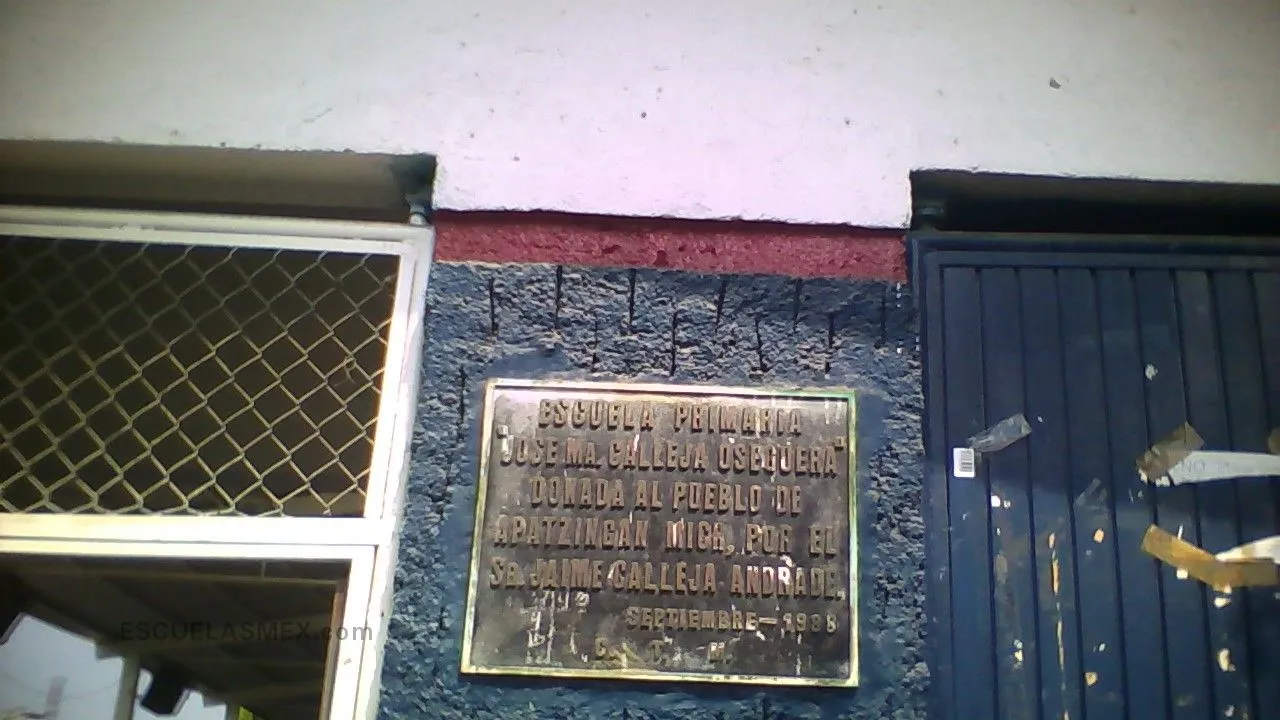 ESCUELA PRIMARIA
"JOSE MA. CALLEJA OSEGUERA"
DONADA AL PUEBLO DE
APATZINGAN MICH, POR EL
SR. JAIME CALLEJA ANDRADE.
SEPTIEMBRE-1988
C. T. M.
ESCUELASMEX.com